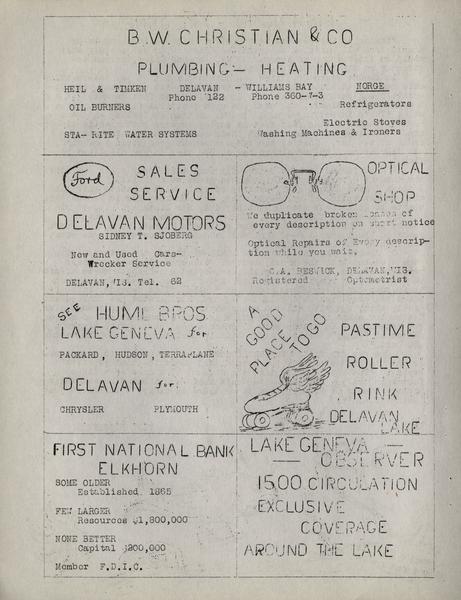 B.W. CHRISTIAN & CO
PLUMBING — HEATING
HEIL & TIMKEN DELAVAN - WILLIAMS BAY NORGE
Phone 122 Phone 360-J-3
OIL BURNERS Refrigerators
Electric Stoves
STA-RITE WATER SYSTEMS Washing Machines & Ironers
Ford SALES
SERVICE
DELAVAN MOTORS
SIDNEY T. SJOBERG
New and Used Cars-
Wrecker Service
DELAVAN, WIS. Tel. 62
OPTICAL
SHOP
We duplicate broken lenses of
every description on short notice
Optical Repairs of Every descrip-
tion while you wait.
C.A. BESWICK, DELAVAN, WIS.
Registered Optometrist
SEE HUML BROS.
LAKE GENEVA for
PACKARD, HUDSON, TERRAPLANE
DELAVAN for
CHRYSLER PLYMOUTH
A GOOD PLACE TO GO
PASTIME
ROLLER
RINK
DELAVAN
LAKE
FIRST NATIONAL BANK
ELKHORN
SOME OLDER
Established 1865
FEW LARGER
Resources $1,800,000
NONE BETTER
Capital $200,000
Member F.D.I.C.
LAKE GENEVA —
— OBSERVER
1500 CIRCULATION
EXCLUSIVE
COVERAGE
AROUND THE LAKE